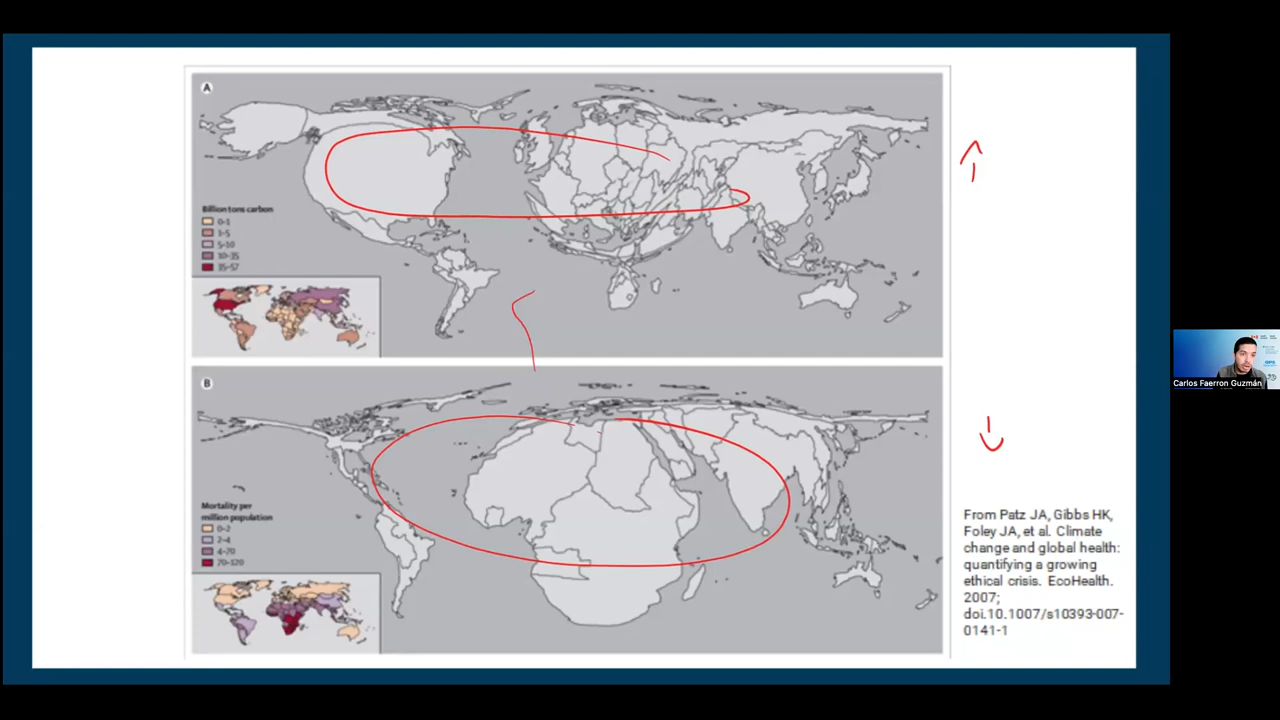 A
Billion tons carbon
0–1
1–5
5–10
10–35
35–57
B
Mortality per
million population
0–2
2–4
4–70
70–120
From Patz JA, Gibbs HK,
Foley JA, et al. Climate
change and global health:
quantifying a growing
ethical crisis. EcoHealth.
2007;
doi.10.1007/s10393-007-
0141-1
Carlos Faerron Guzmán